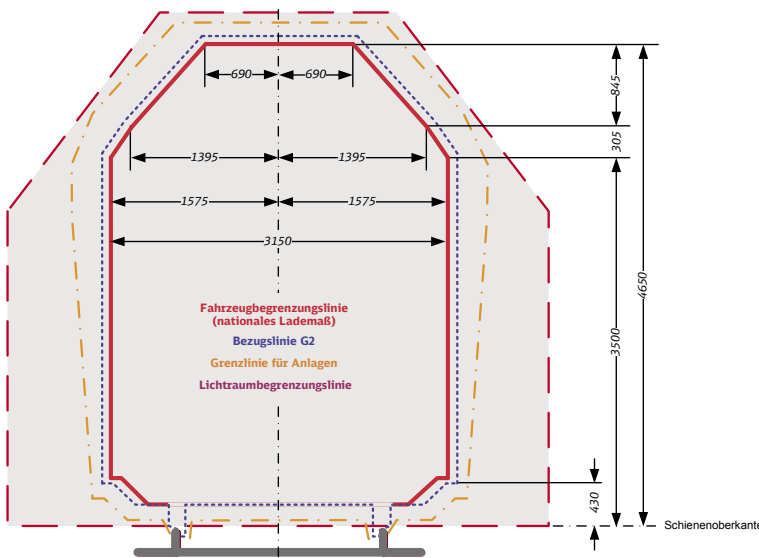 690
690
845
305
1395
1395
1575
1575
3150
4650
3500
Fahrzeugbegrenzungslinie
(nationales Lademaß)
Bezugslinie G2
Grenzlinie für Anlagen
Lichtraumbegrenzungslinie
430
Schienenoberkante